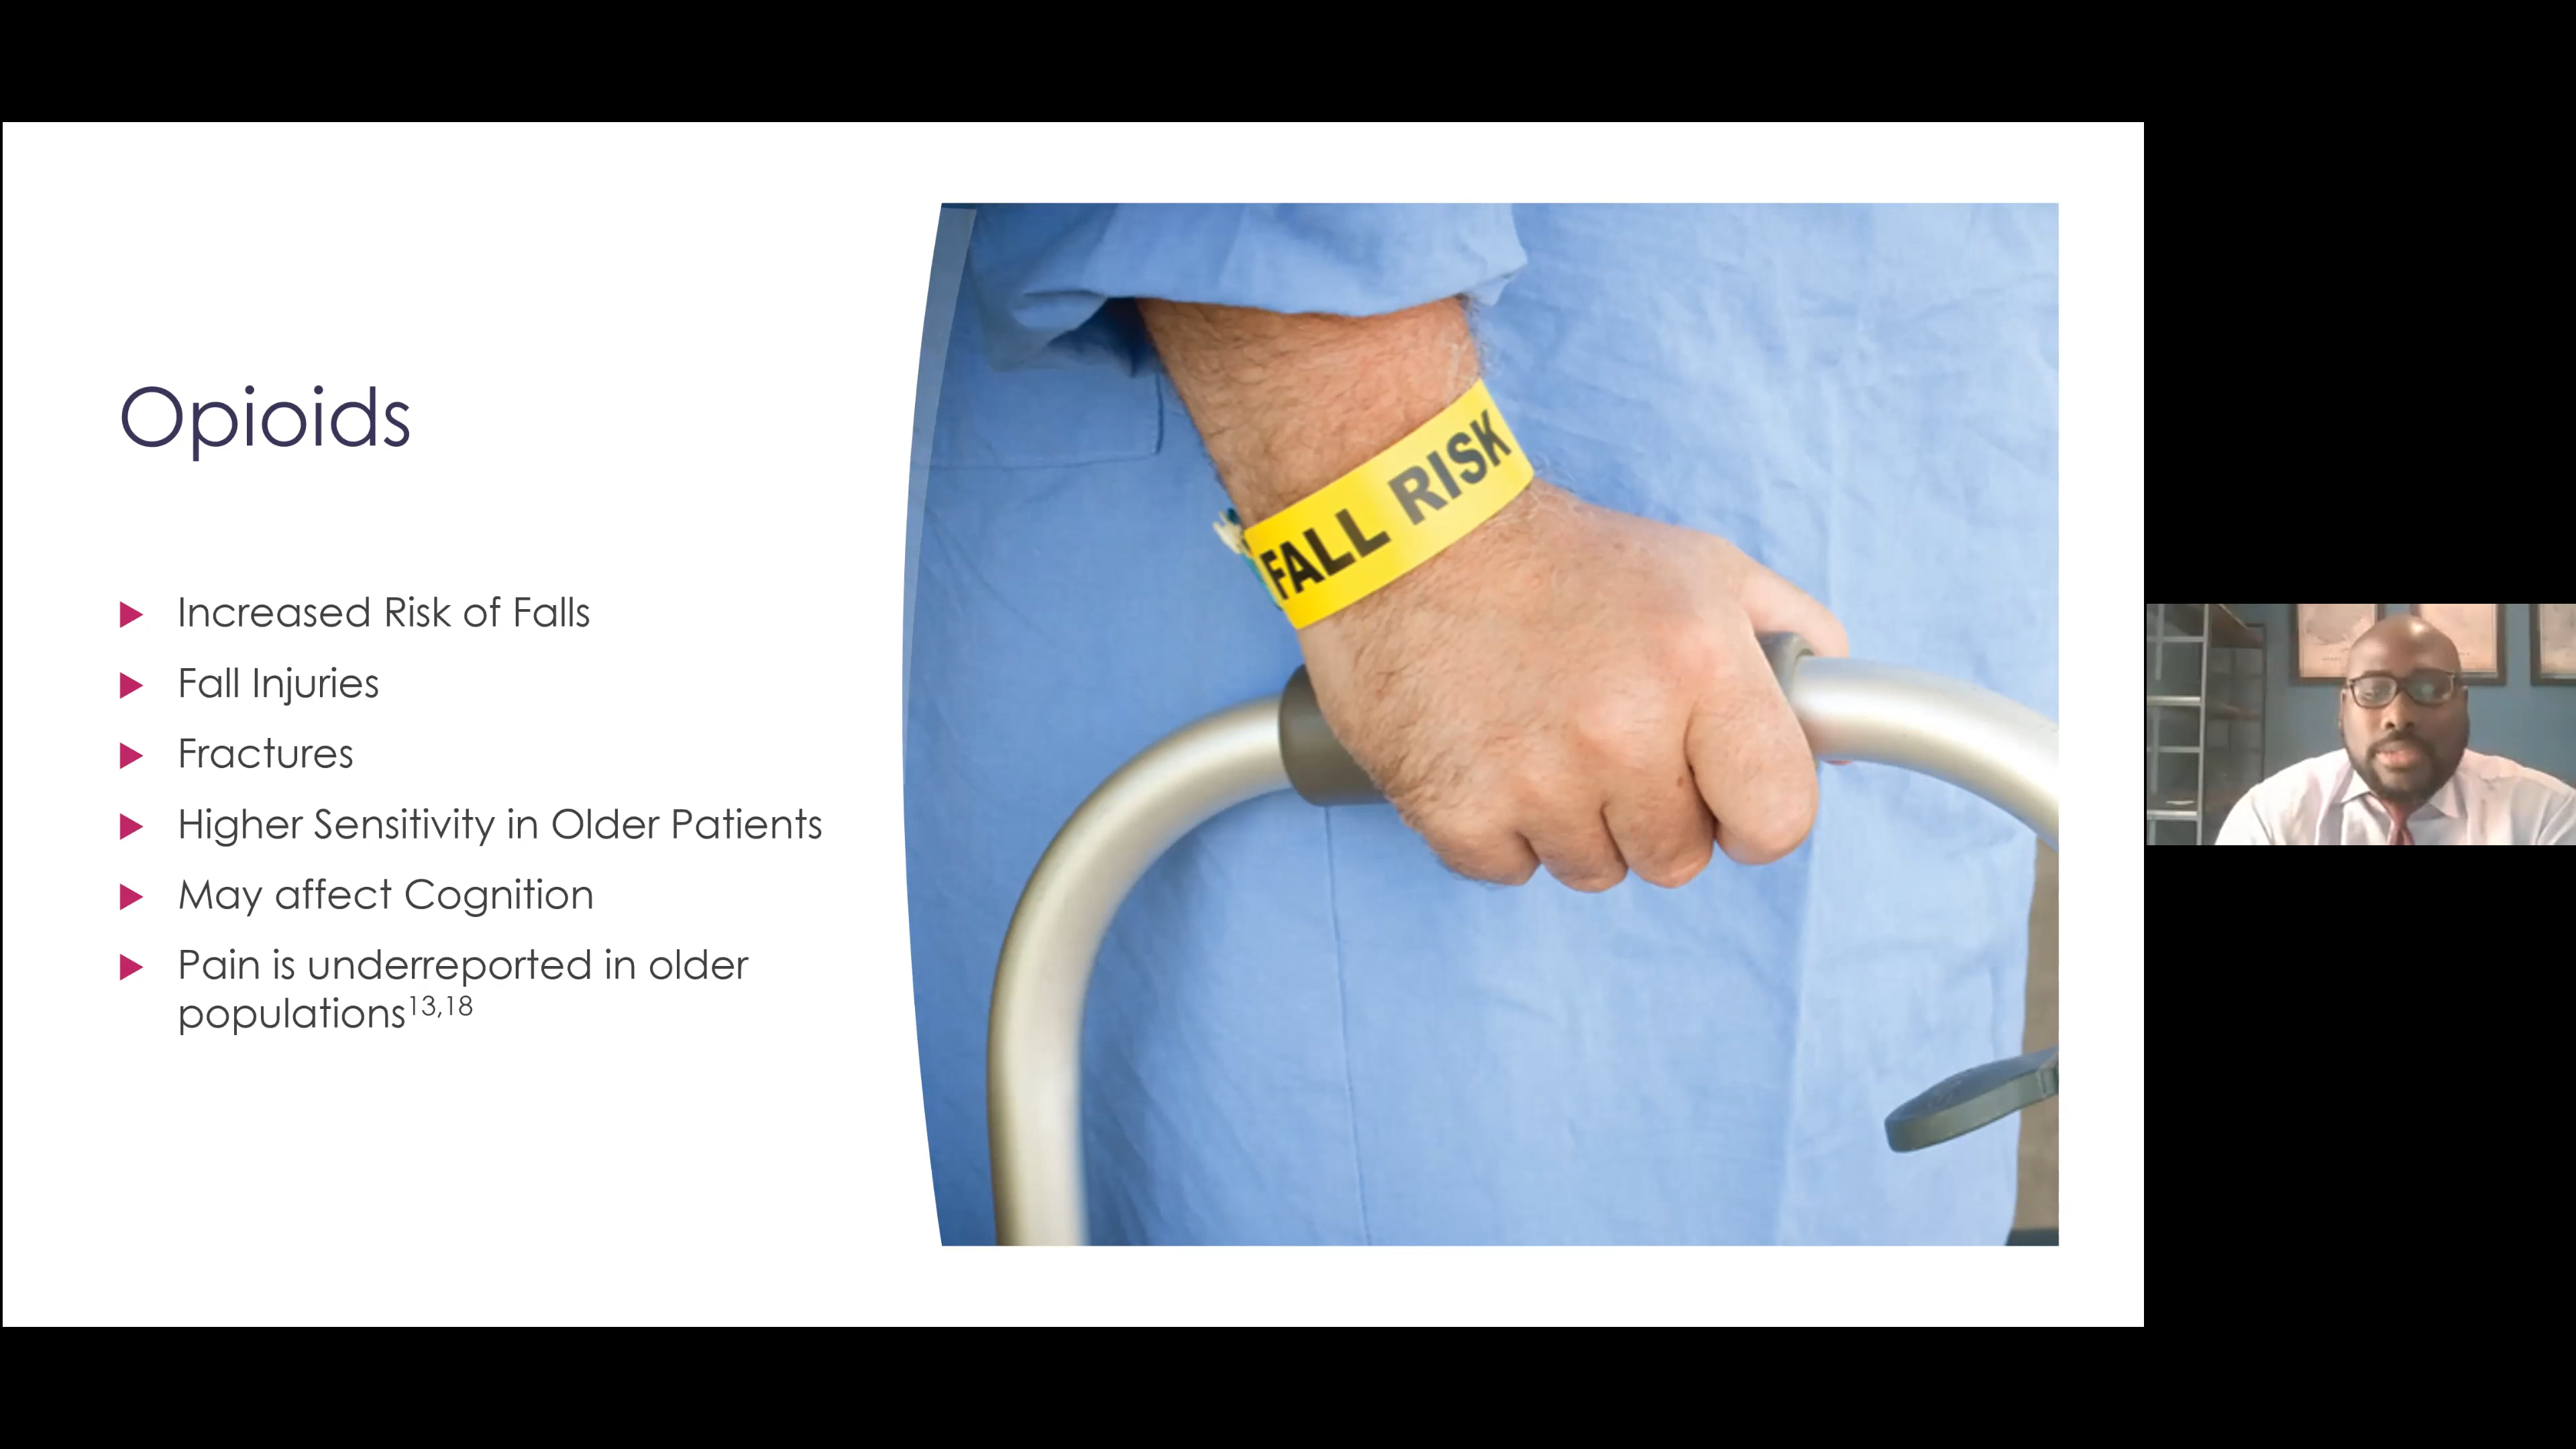 Opioids
Increased Risk of Falls
Fall Injuries
Fractures
Higher Sensitivity in Older Patients
May affect Cognition
Pain is underreported in older
populations13,18
FALL RISK